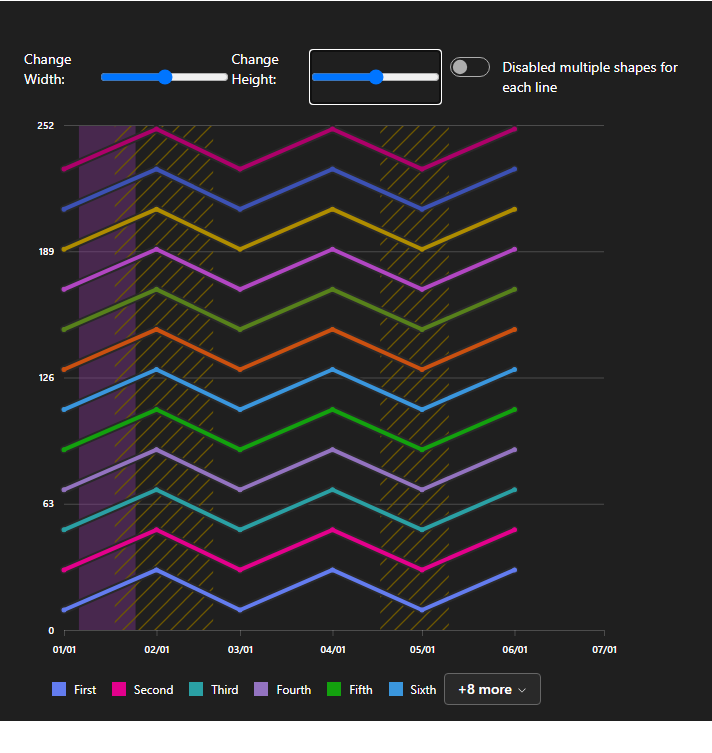 Change Width:
Change Height:
Disabled multiple shapes for
each line
252
189
126
63
0
01/01 02/01 03/01 04/01 05/01 06/01 07/01
First Second Third Fourth Fifth Sixth +8 more